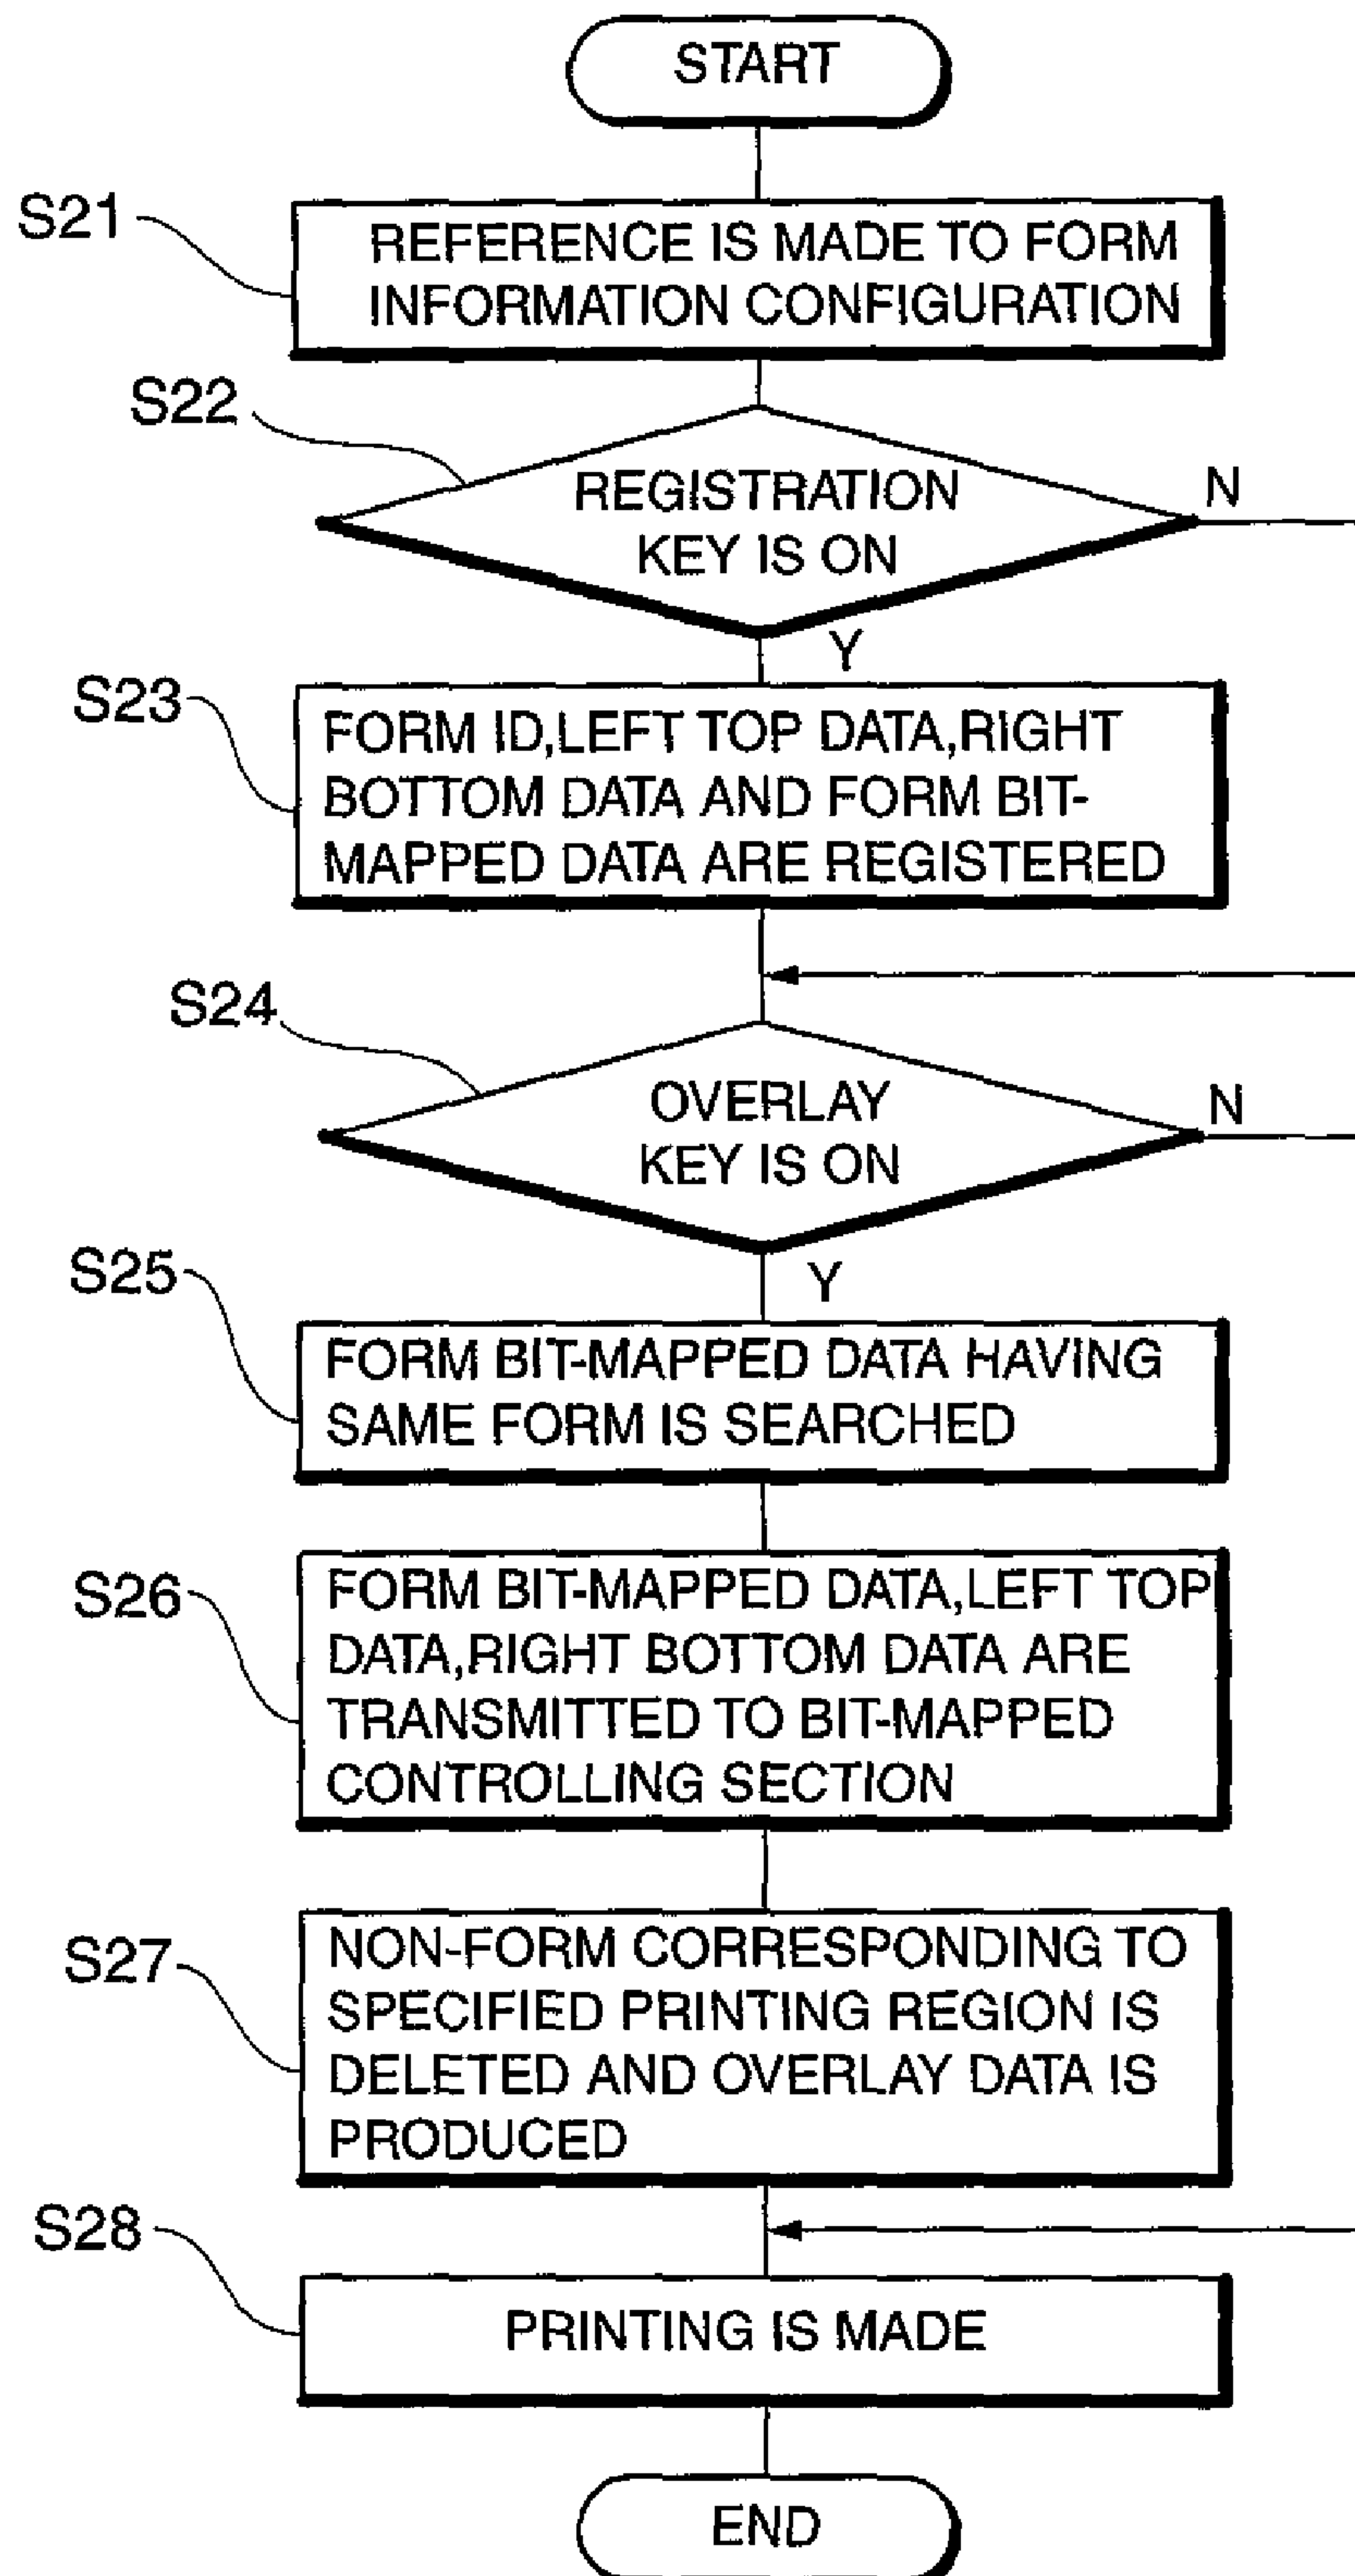 START
S21
REFERENCE IS MADE TO FORM
INFORMATION CONFIGURATION
S22
REGISTRATION
KEY IS ON
N
Y
S23
FORM ID,LEFT TOP DATA,RIGHT
BOTTOM DATA AND FORM BIT-
MAPPED DATA ARE REGISTERED
S24
OVERLAY
KEY IS ON
N
Y
S25
FORM BIT-MAPPED DATA HAVING
SAME FORM IS SEARCHED
S26
FORM BIT-MAPPED DATA,LEFT TOP
DATA,RIGHT BOTTOM DATA ARE
TRANSMITTED TO BIT-MAPPED
CONTROLLING SECTION
S27
NON-FORM CORRESPONDING TO
SPECIFIED PRINTING REGION IS
DELETED AND OVERLAY DATA IS
PRODUCED
S28
PRINTING IS MADE
END